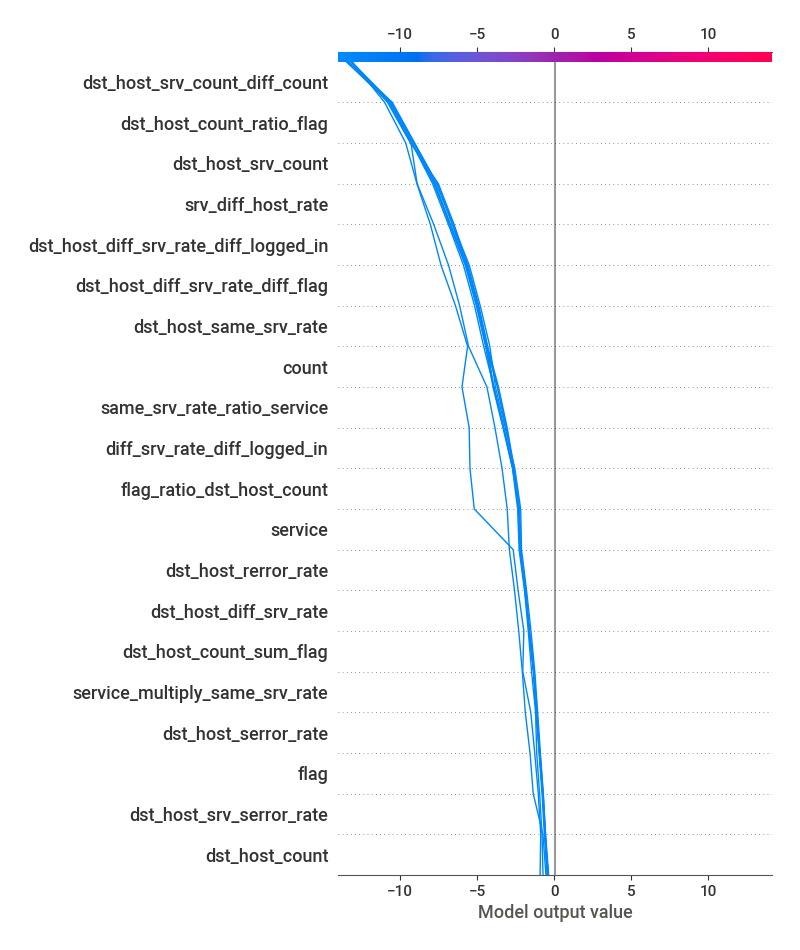 −10 −5 0 5 10
dst_host_srv_count_diff_count
dst_host_count_ratio_flag
dst_host_srv_count
srv_diff_host_rate
dst_host_diff_srv_rate_diff_logged_in
dst_host_diff_srv_rate_diff_flag
dst_host_same_srv_rate
count
same_srv_rate_ratio_service
diff_srv_rate_diff_logged_in
flag_ratio_dst_host_count
service
dst_host_rerror_rate
dst_host_diff_srv_rate
dst_host_count_sum_flag
service_multiply_same_srv_rate
dst_host_serror_rate
flag
dst_host_srv_serror_rate
dst_host_count
−10 −5 0 5 10
Model output value